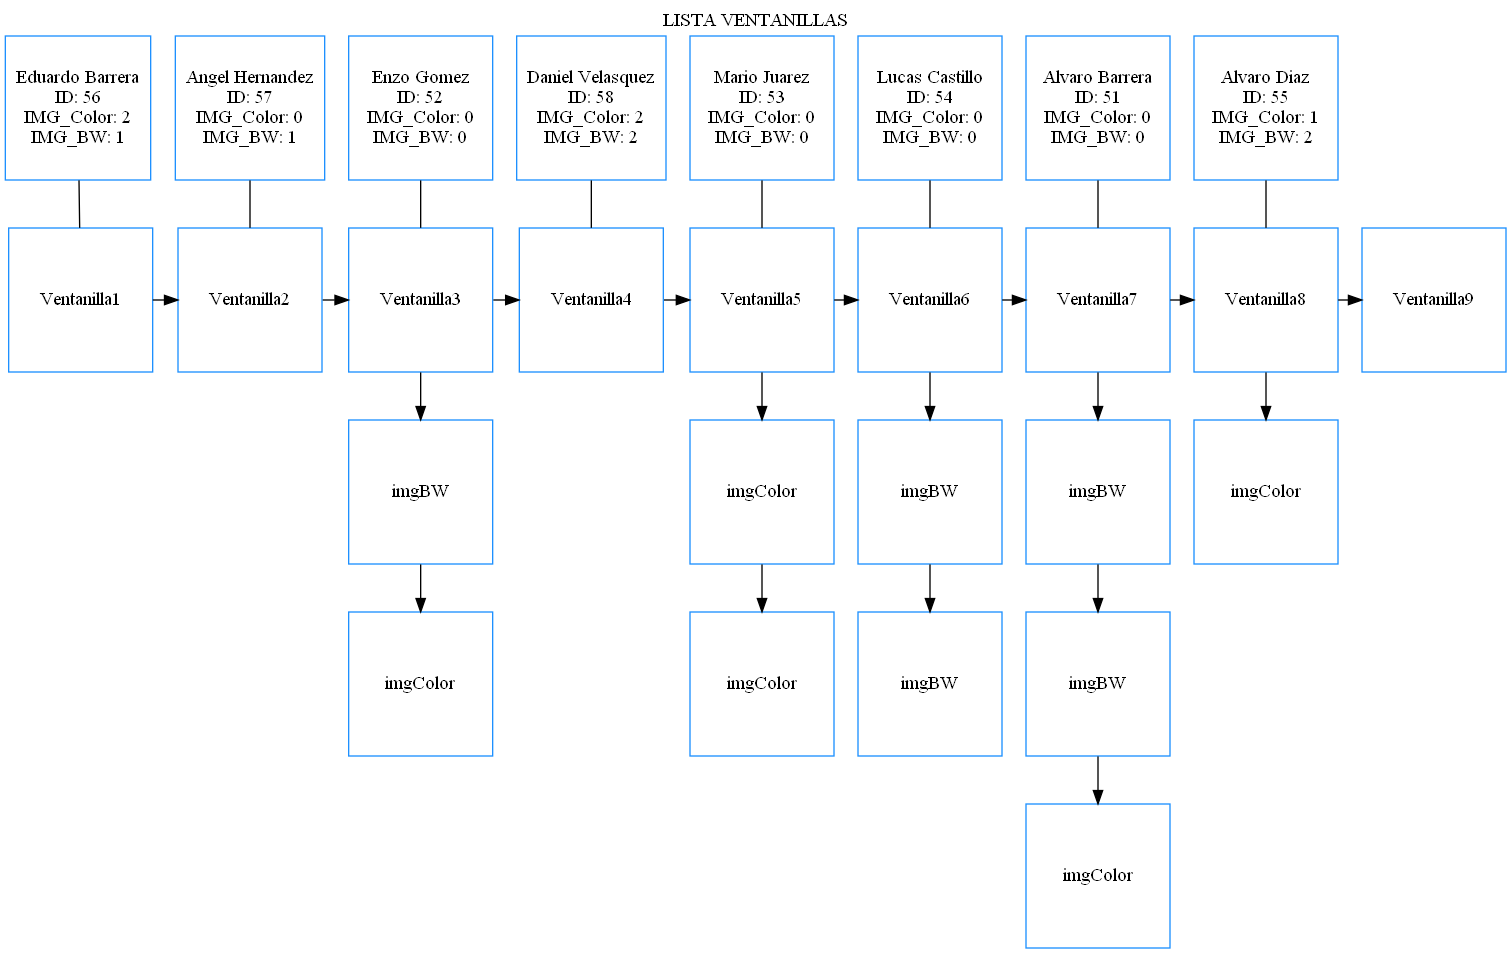 LISTA VENTANILLAS
Eduardo Barrera
ID: 56
IMG_Color: 2
IMG_BW: 1
Angel Hernandez
ID: 57
IMG_Color: 0
IMG_BW: 1
Enzo Gomez
ID: 52
IMG_Color: 0
IMG_BW: 0
Daniel Velasquez
ID: 58
IMG_Color: 2
IMG_BW: 2
Mario Juarez
ID: 53
IMG_Color: 0
IMG_BW: 0
Lucas Castillo
ID: 54
IMG_Color: 0
IMG_BW: 0
Alvaro Barrera
ID: 51
IMG_Color: 0
IMG_BW: 0
Alvaro Diaz
ID: 55
IMG_Color: 1
IMG_BW: 2
Ventanilla1
Ventanilla2
Ventanilla3
Ventanilla4
Ventanilla5
Ventanilla6
Ventanilla7
Ventanilla8
Ventanilla9
imgBW
imgColor
imgBW
imgBW
imgColor
imgColor
imgColor
imgBW
imgBW
imgColor